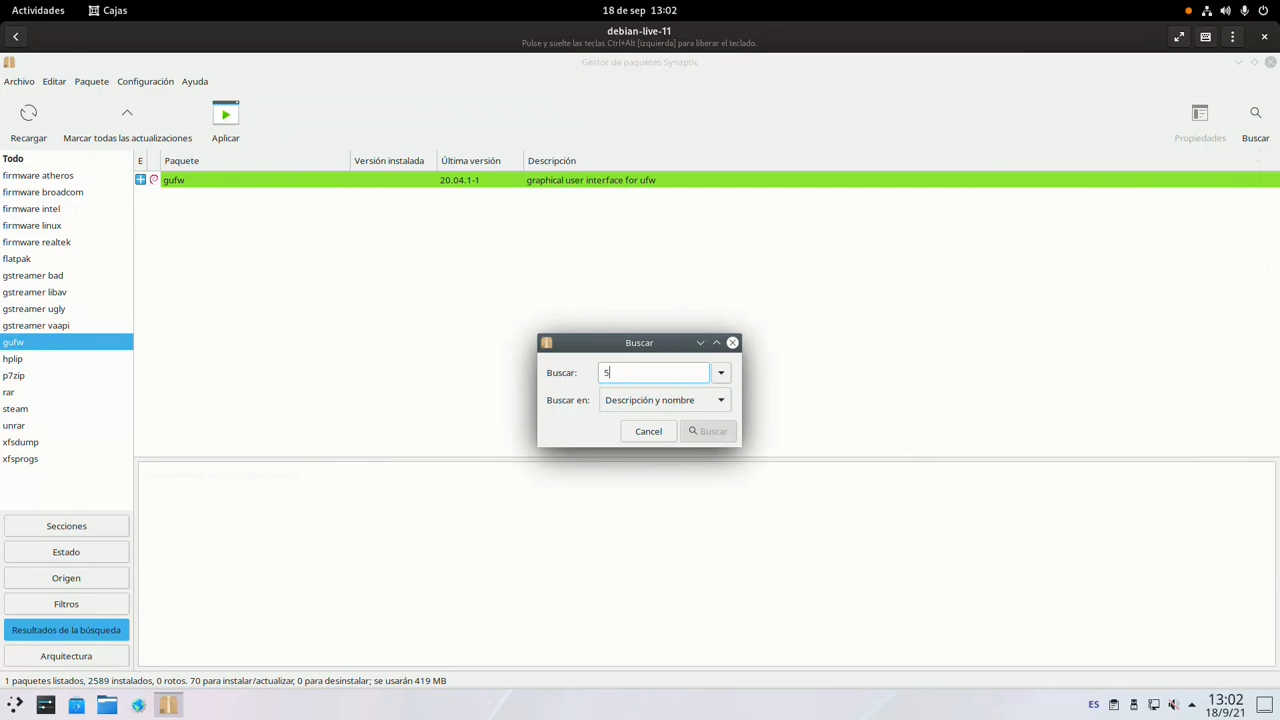 Actividades
Cajas
18 de sep 13:02
debian-live-11
Pulse y suelte las teclas Ctrl+Alt [izquierda] para liberar el teclado.
Gestor de paquetes Synaptic
Archivo Editar Paquete Configuración Ayuda
Recargar
Marcar todas las actualizaciones
Aplicar
Propiedades
Buscar
Todo
firmware atheros
firmware broadcom
firmware intel
firmware linux
firmware realtek
flatpak
gstreamer bad
gstreamer libav
gstreamer ugly
gstreamer vaapi
gufw
hplip
p7zip
rar
steam
unrar
xfsdump
xfsprogs
E Paquete Versión instalada Última versión Descripción
gufw 20.04.1-1 graphical user interface for ufw
Buscar
Buscar: 5
Buscar en: Descripción y nombre
Cancel
Buscar
Secciones
Estado
Origen
Filtros
Resultados de la búsqueda
Arquitectura
1 paquetes listados, 2589 instalados, 0 rotos. 70 para instalar/actualizar, 0 para desinstalar; se usarán 419 MB
ES
13:02
18/9/21